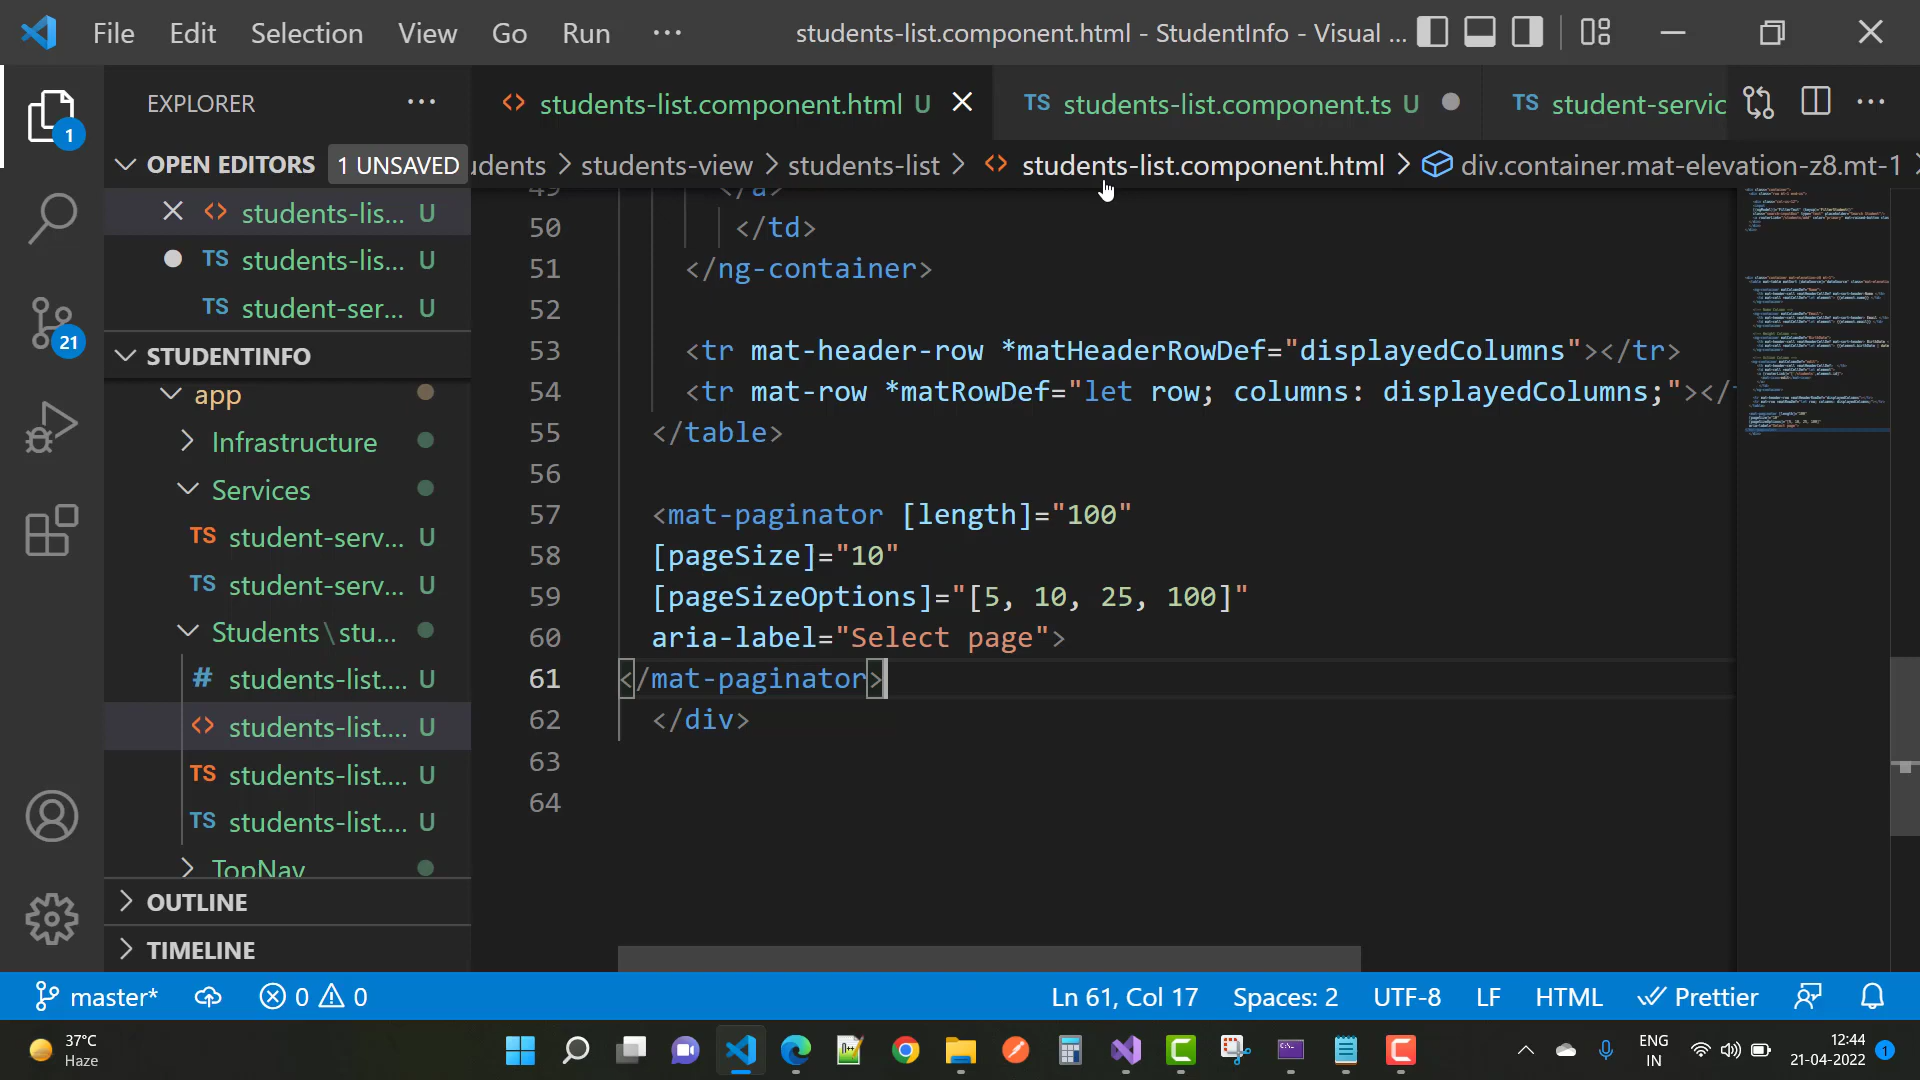 File Edit Selection View Go Run ··· students-list.component.html - StudentInfo - Visual ...
EXPLORER ···
students-list.component.html U
TS students-list.component.ts U
TS student-servic
OPEN EDITORS 1 UNSAVED
udents > students-view > students-list > students-list.component.html > div.container.mat-elevation-z8.mt-1
students-lis... U
TS students-lis... U
TS student-ser... U
STUDENTINFO
app
Infrastructure
Services
TS student-serv... U
TS student-serv... U
Students\stu...
# students-list.... U
students-list.... U
TS students-list.... U
TS students-list.... U
TopNav
OUTLINE
TIMELINE
1
21
49 </a>
50 </td>
51 </ng-container>
52
53 <tr mat-header-row *matHeaderRowDef="displayedColumns"></tr>
54 <tr mat-row *matRowDef="let row; columns: displayedColumns;"></t
55 </table>
56
57 <mat-paginator [length]="100"
58 [pageSize]="10"
59 [pageSizeOptions]="[5, 10, 25, 100]"
60 aria-label="Select page">
61 </mat-paginator>
62 </div>
63
64
master* 0 0 Ln 61, Col 17 Spaces: 2 UTF-8 LF HTML Prettier
37°C
Haze
ENG
IN
12:44
21-04-2022
1